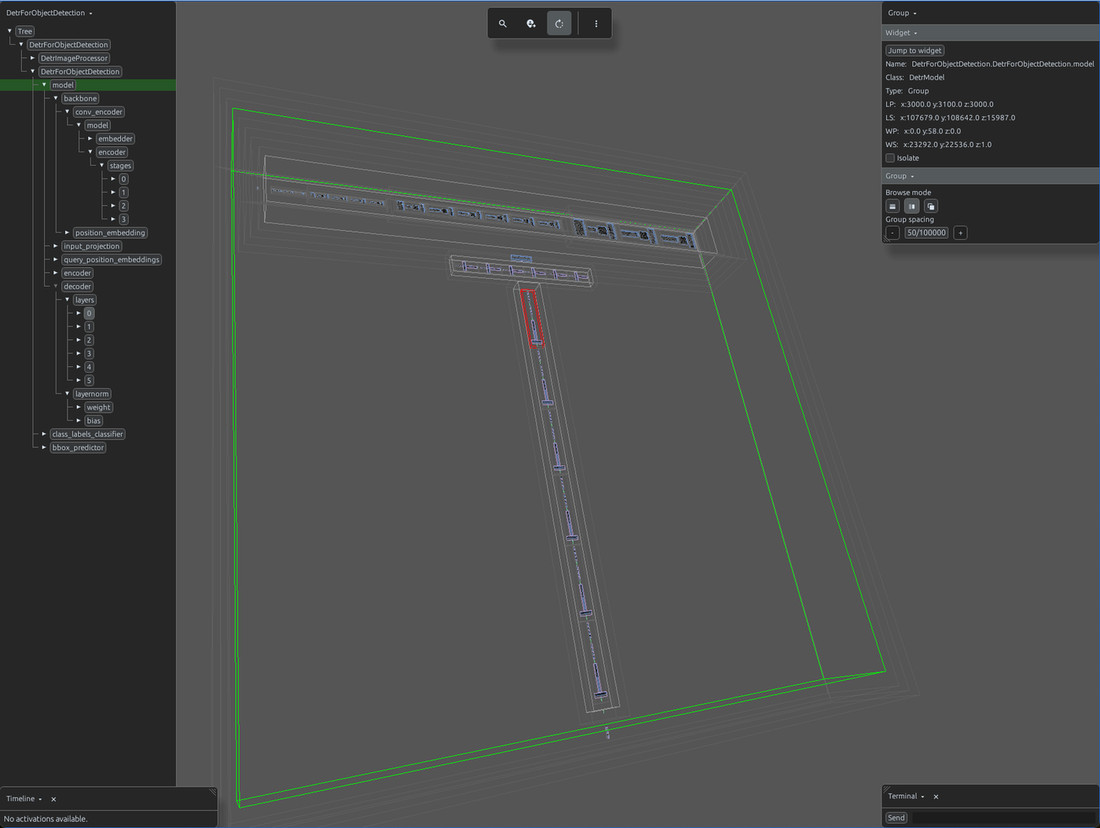 DetrForObjectDetection
Tree
DetrForObjectDetection
DetrImageProcessor
DetrForObjectDetection
model
backbone
conv_encoder
model
embedder
encoder
stages
0
1
2
3
position_embedding
input_projection
query_position_embeddings
encoder
decoder
layers
0
1
2
3
4
5
layernorm
weight
bias
class_labels_classifier
bbox_predictor
Timeline
No activations available.
Group
Widget
Jump to widget
Name: DetrForObjectDetection.DetrForObjectDetection.model
Class: DetrModel
Type: Group
LP: x:3000.0 y:3100.0 z:3000.0
LS: x:107679.0 y:108642.0 z:15987.0
WP: x:0.0 y:58.0 z:0.0
WS: x:23292.0 y:22536.0 z:1.0
Isolate
Group
Browse mode
Group spacing
- 50/100000 +
Terminal
Send